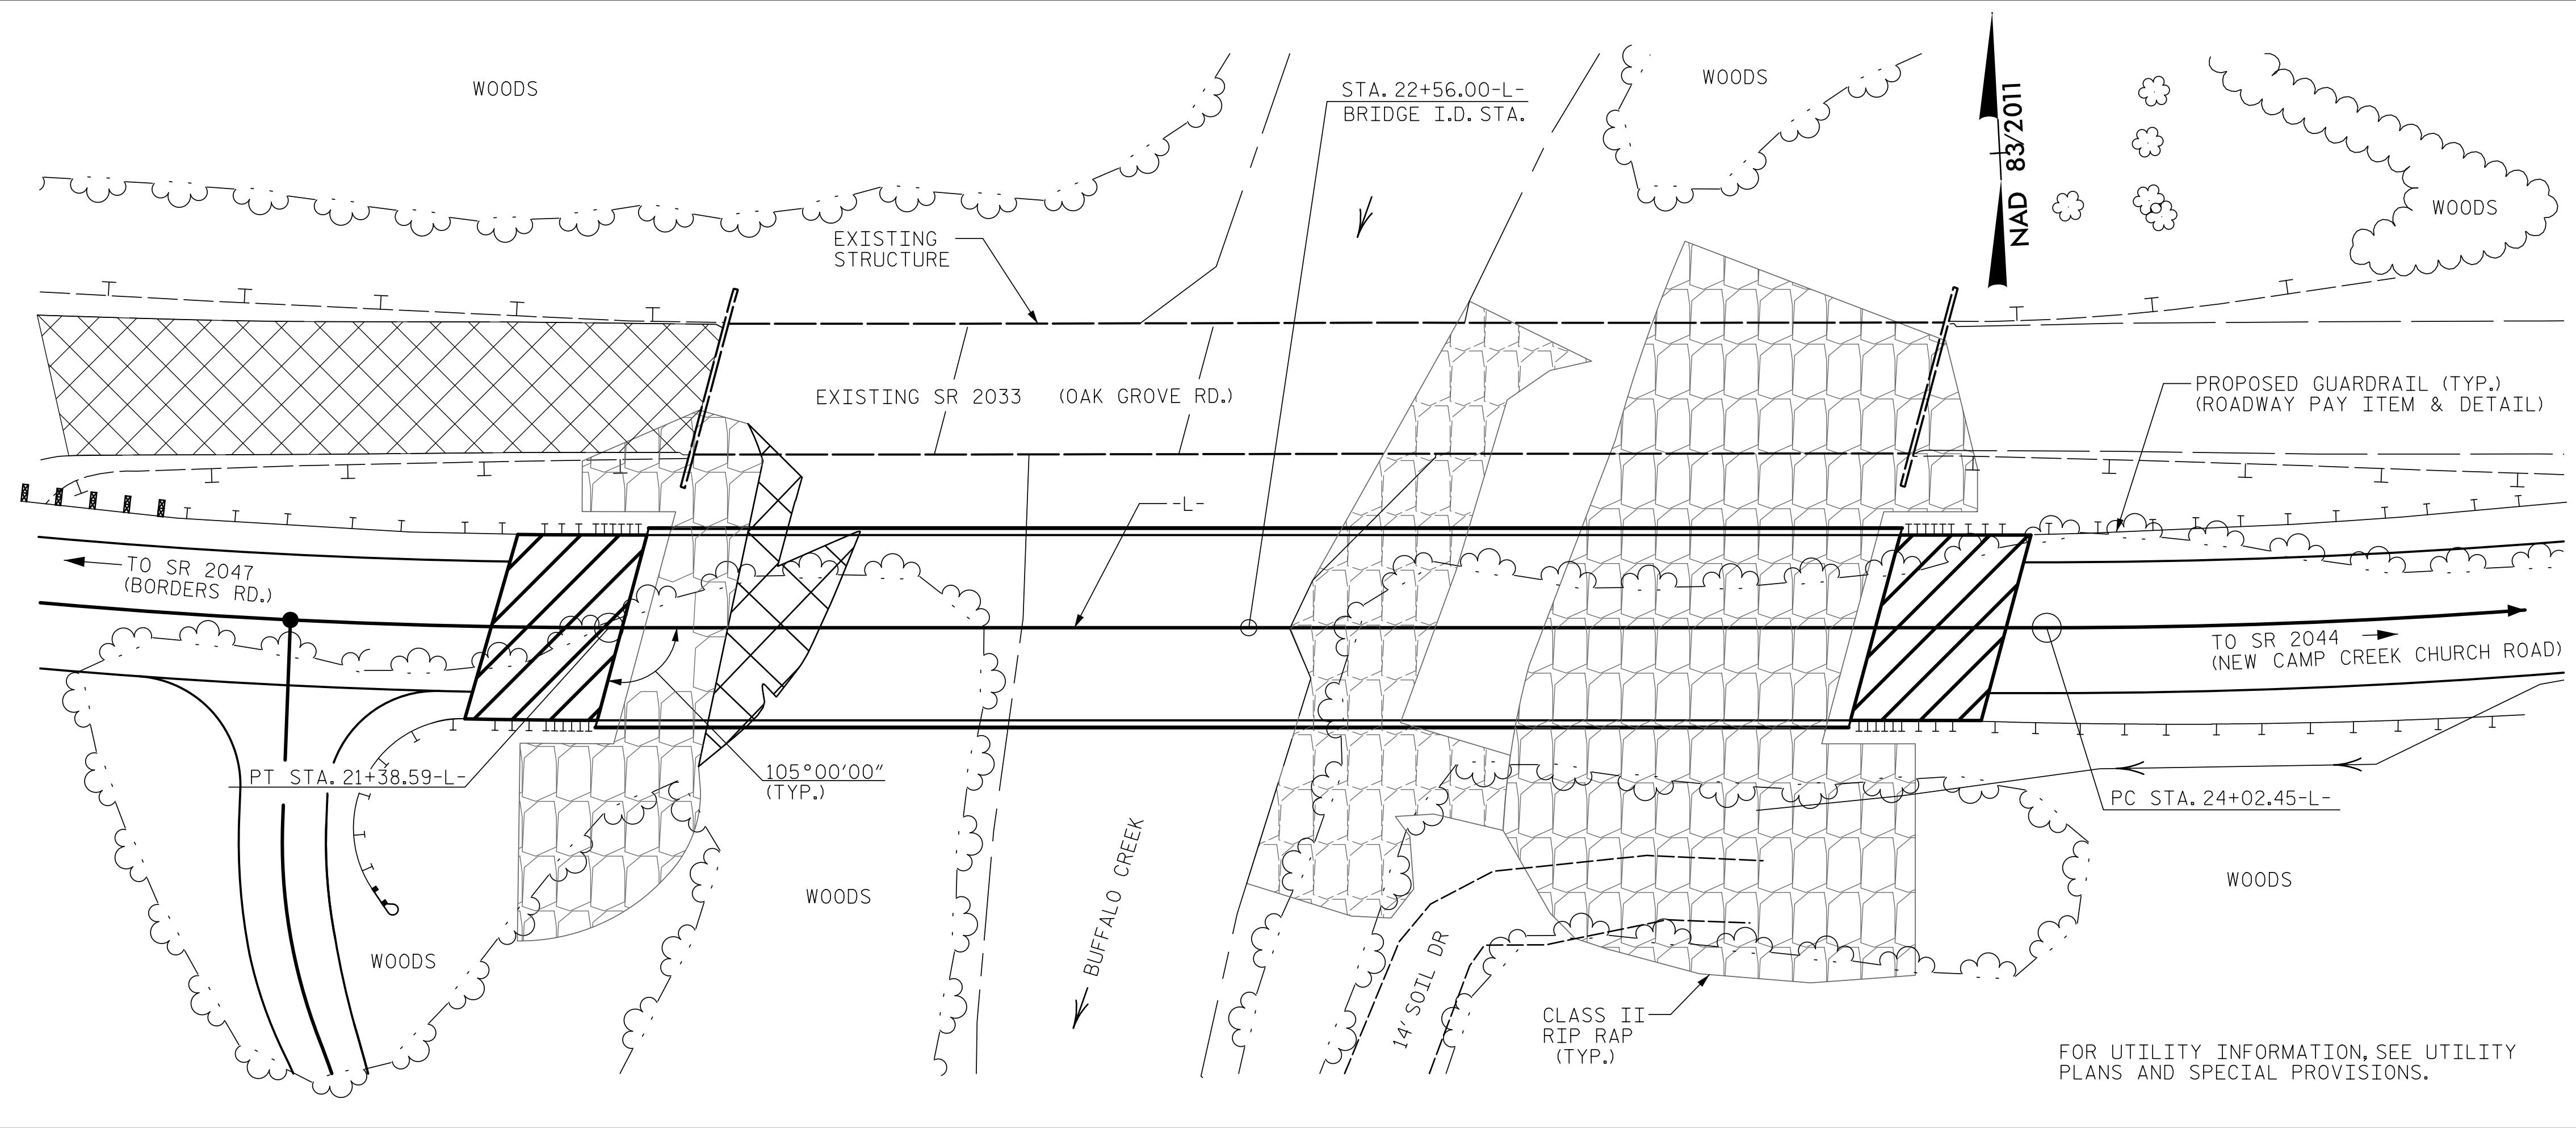 WOODS
STA. 22+56.00-L-
BRIDGE I.D. STA.
WOODS
NAD 83/2011
WOODS
EXISTING
STRUCTURE
EXISTING SR 2033 (OAK GROVE RD.)
PROPOSED GUARDRAIL (TYP.)
(ROADWAY PAY ITEM & DETAIL)
-L-
TO SR 2047
(BORDERS RD.)
TO SR 2044
(NEW CAMP CREEK CHURCH ROAD)
PT STA. 21+38.59-L-
105°00'00"
(TYP.)
PC STA. 24+02.45-L-
BUFFALO CREEK
WOODS
WOODS
WOODS
14' SOIL DR
CLASS II
RIP RAP
(TYP.)
FOR UTILITY INFORMATION, SEE UTILITY
PLANS AND SPECIAL PROVISIONS.